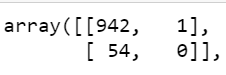 array([[942,   1],
       [ 54,   0]],